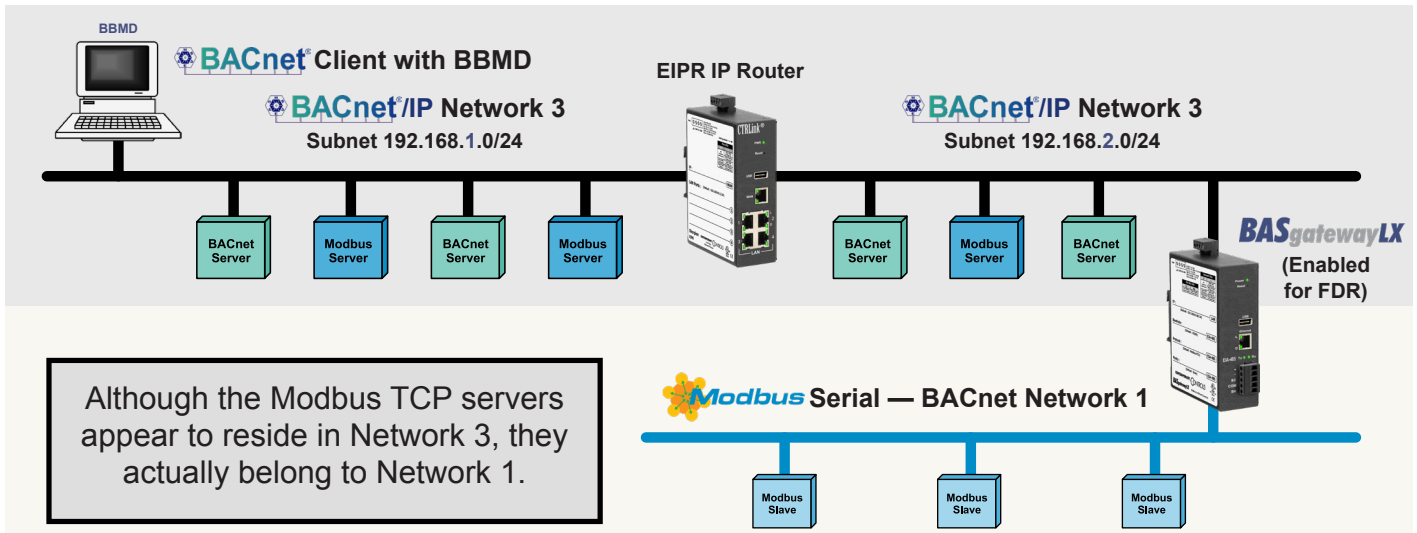 BBMD
BACnet® Client with BBMD
EIPR IP Router
BACnet®/IP Network 3
Subnet 192.168.1.0/24
BACnet®/IP Network 3
Subnet 192.168.2.0/24
CTRLink®
LAN
BACnet
Server
Modbus
Server
BACnet
Server
Modbus
Server
BACnet
Server
Modbus
Server
BACnet
Server
BASgatewayLX
(Enabled
for FDR)
Although the Modbus TCP servers
appear to reside in Network 3, they
actually belong to Network 1.
Modbus Serial — BACnet Network 1
Modbus
Slave
Modbus
Slave
Modbus
Slave